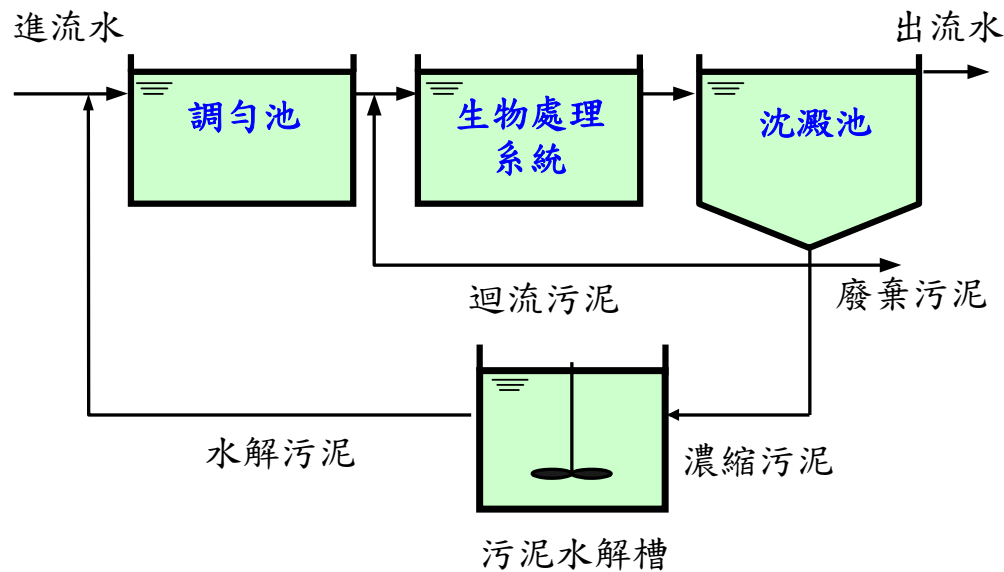 進流水
出流水
調勻池
生物處理
系統
沈澱池
迴流污泥
廢棄污泥
水解污泥
濃縮污泥
污泥水解槽